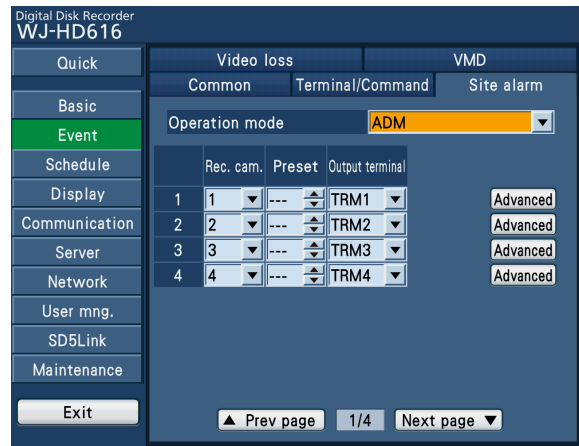 Digital Disk Recorder
WJ-HD616
Quick
Basic
Event
Schedule
Display
Communication
Server
Network
User mng.
SD5Link
Maintenance
Exit
Video loss VMD
Common Terminal/Command Site alarm
Operation mode ADM
Rec. cam. Preset Output terminal
1 1 --- TRM1 Advanced
2 2 --- TRM2 Advanced
3 3 --- TRM3 Advanced
4 4 --- TRM4 Advanced
▲ Prev page 1/4 Next page ▼